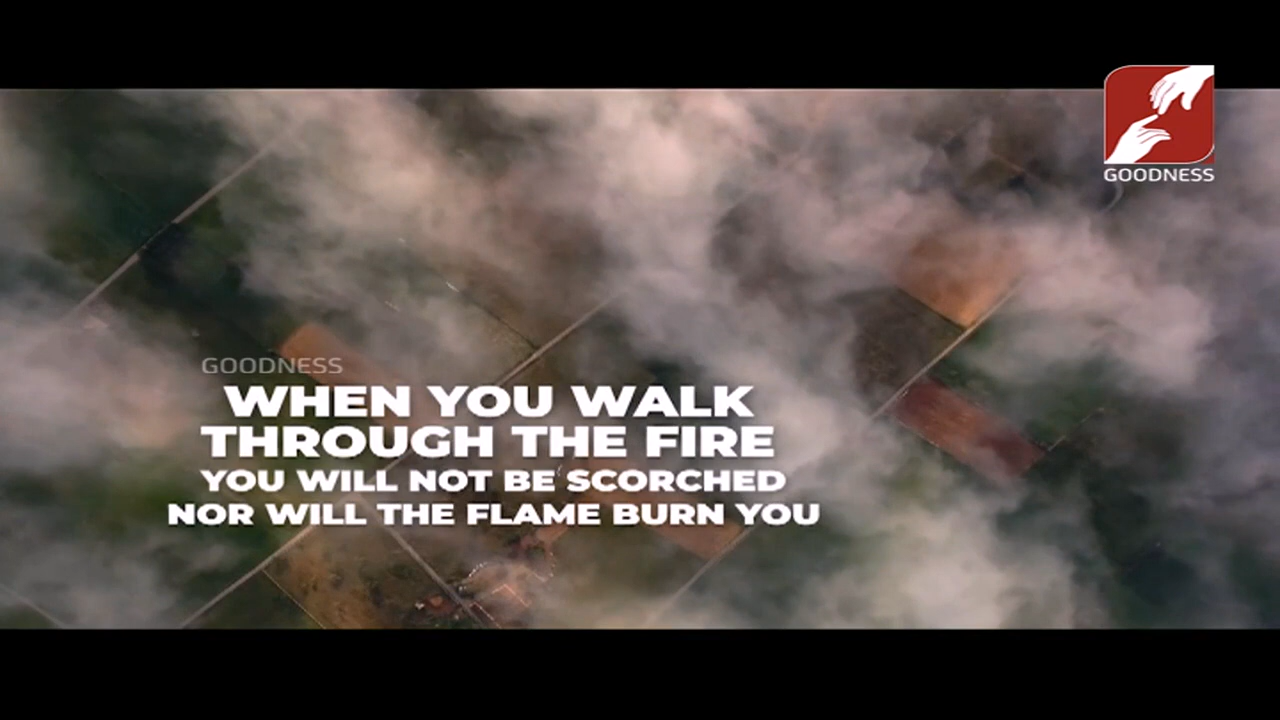 GOODNESS
GOODNESS
WHEN YOU WALK
THROUGH THE FIRE
YOU WILL NOT BE SCORCHED
NOR WILL THE FLAME BURN YOU